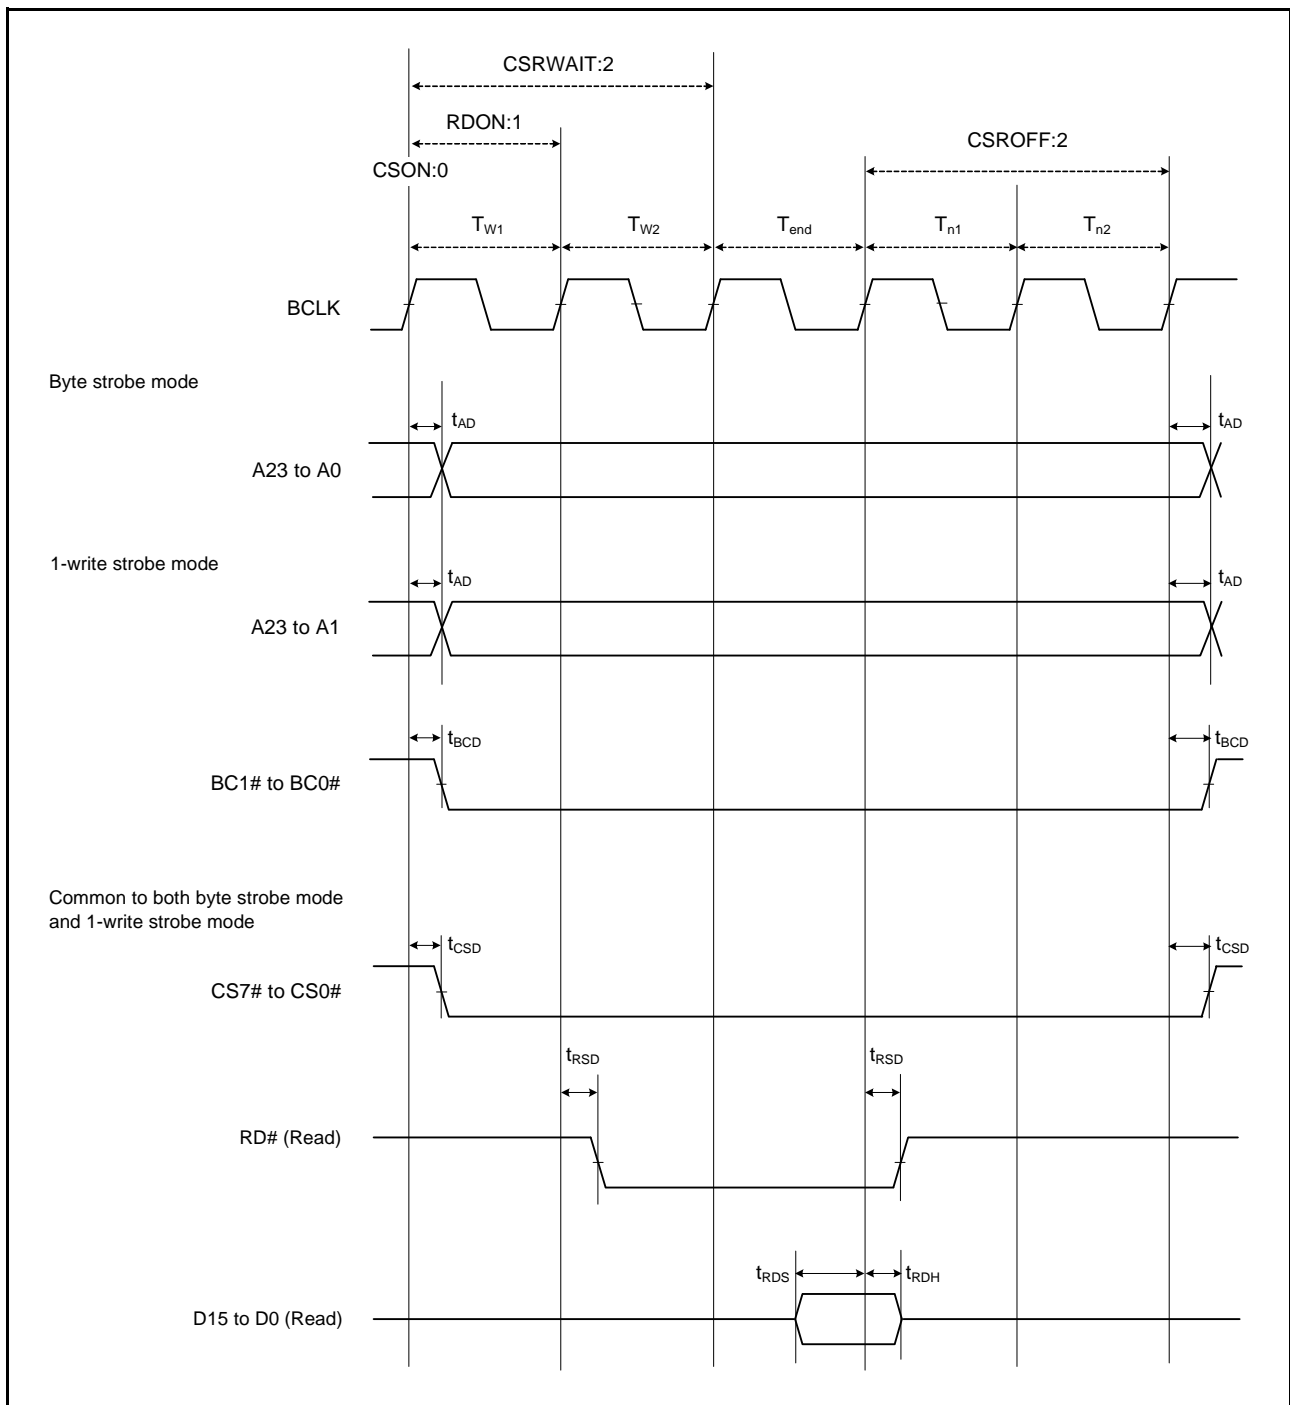 CSRWAIT:2
RDON:1
CSROFF:2
CSON:0
TW1 TW2 Tend Tn1 Tn2
BCLK
Byte strobe mode
tAD tAD
A23 to A0
1-write strobe mode
tAD tAD
A23 to A1
tBCD tBCD
BC1# to BC0#
Common to both byte strobe mode
and 1-write strobe mode
tCSD tCSD
CS7# to CS0#
tRSD tRSD
RD# (Read)
tRDS tRDH
D15 to D0 (Read)